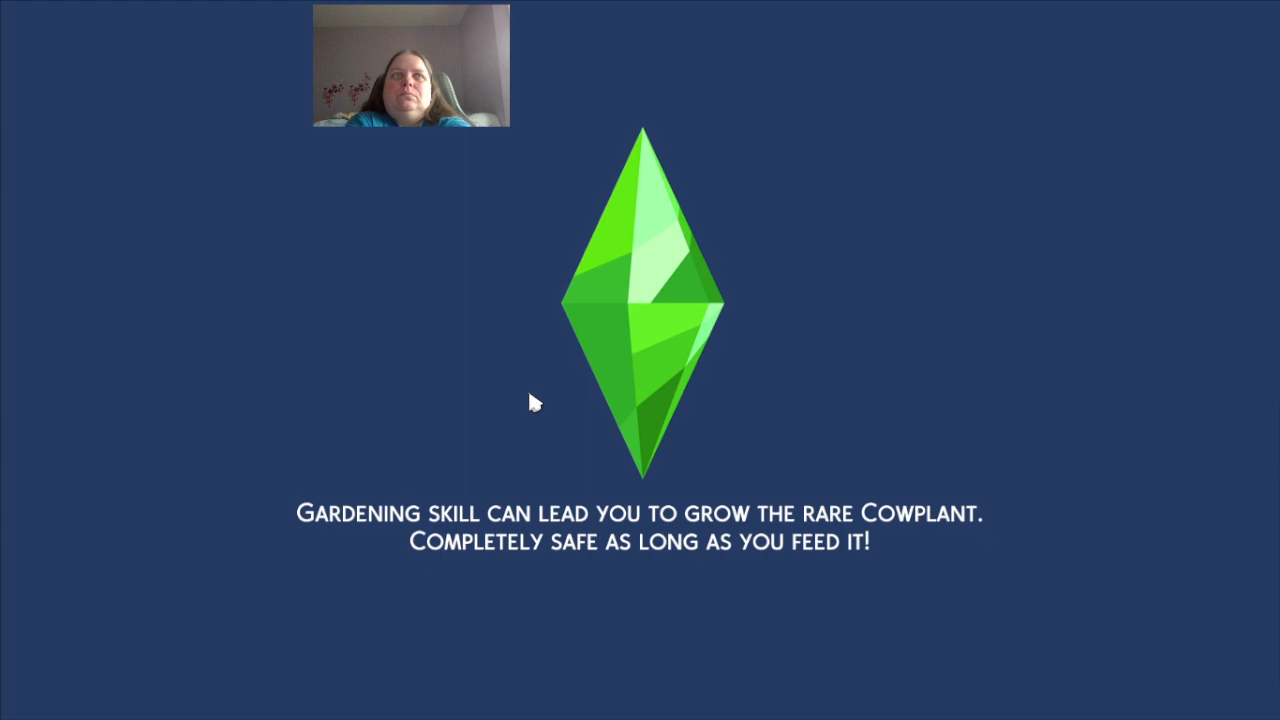 Gardening skill can lead you to grow the rare Cowplant.
Completely safe as long as you feed it!